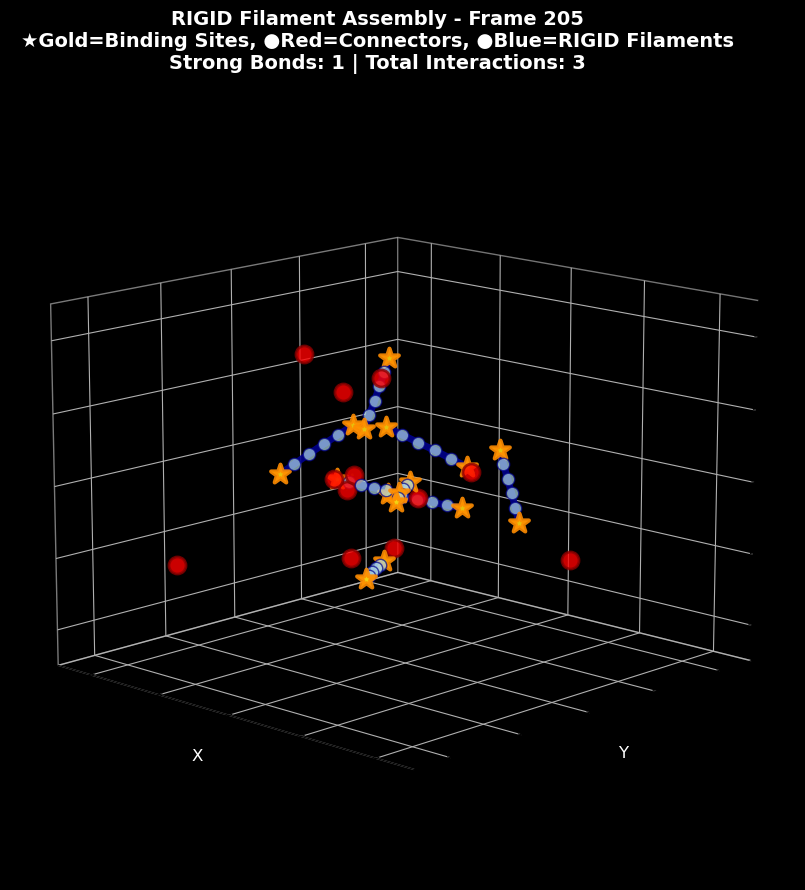 RIGID Filament Assembly - Frame 205
★Gold=Binding Sites, ●Red=Connectors, ●Blue=RIGID Filaments
Strong Bonds: 1 | Total Interactions: 3
X
Y